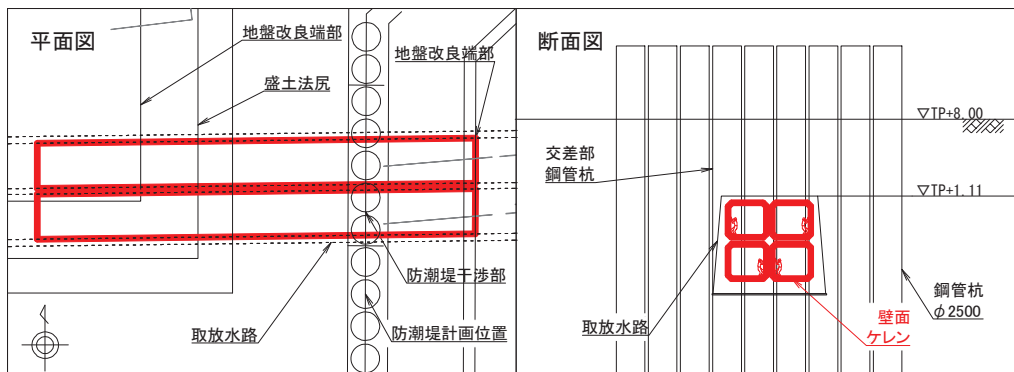 平面図
地盤改良端部
盛土法尻
地盤改良端部
防潮堤干渉部
取放水路
防潮堤計画位置
断面図
▽TP+8.00
交差部
鋼管杭
▽TP+1.11
取放水路
壁面
ケレン
鋼管杭
φ2500